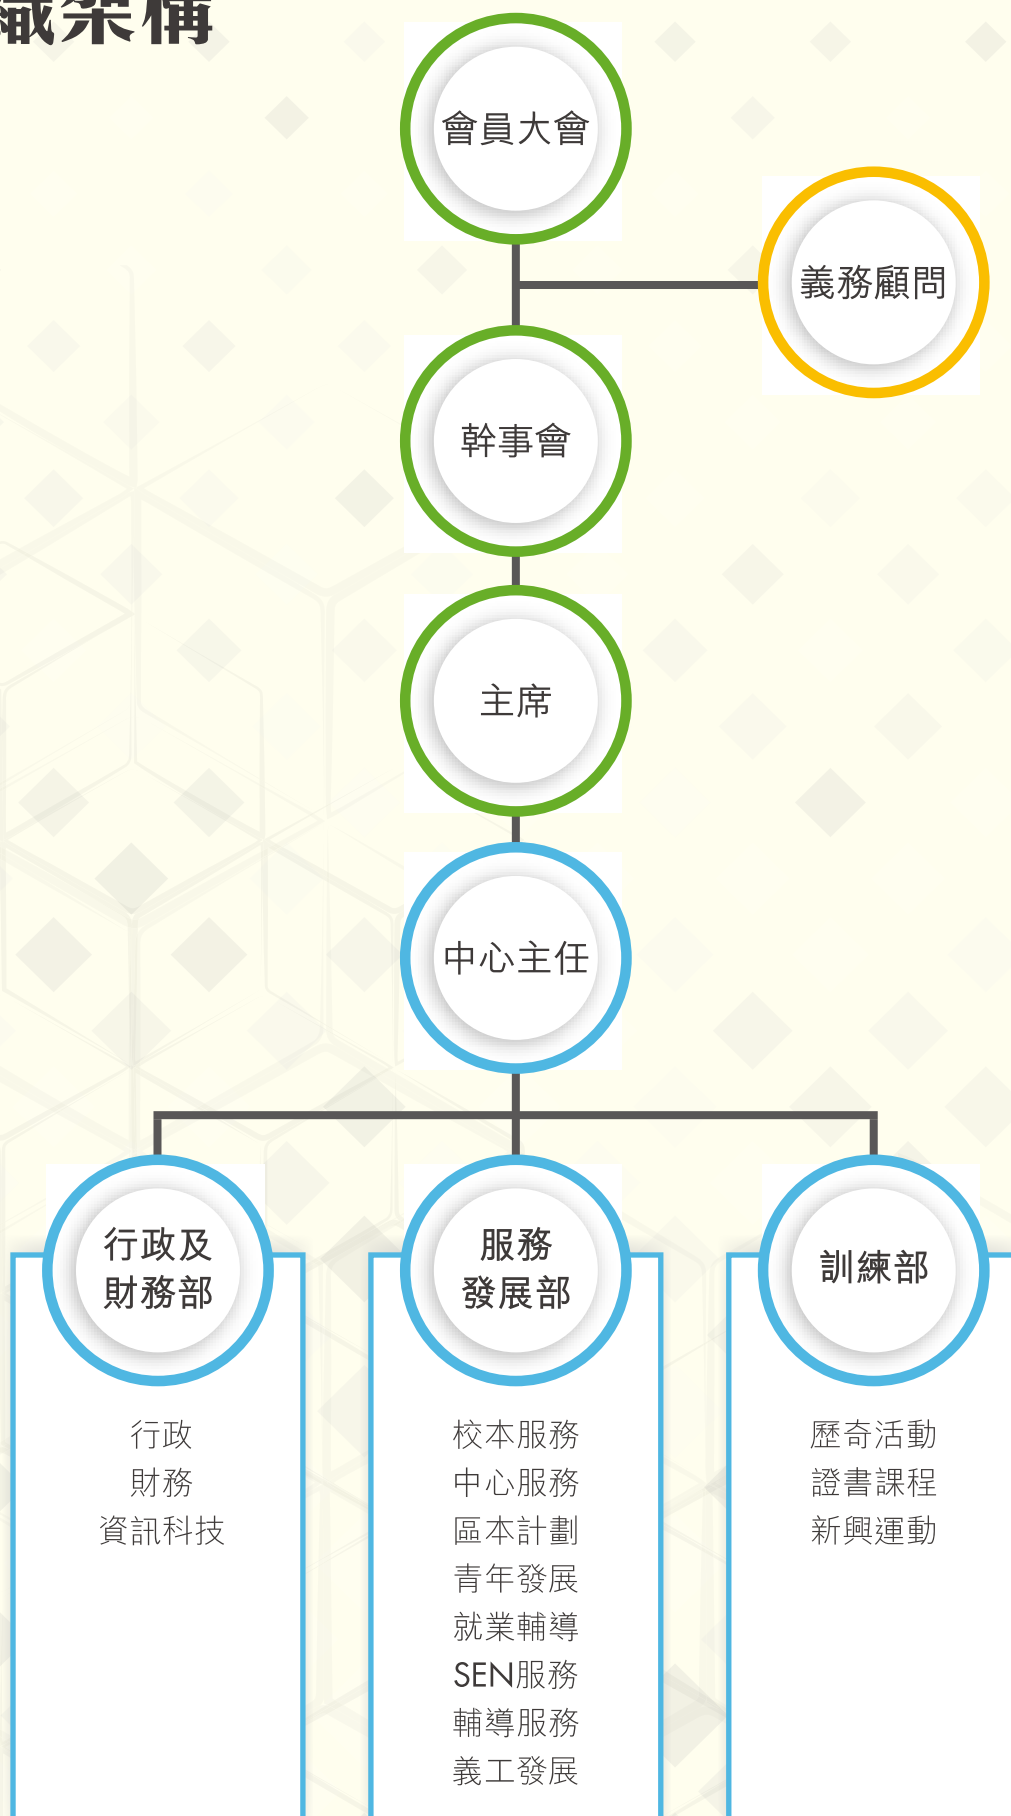 織架構
會員大會
義務顧問
幹事會
主席
中心主任
行政及
財務部
行政
財務
資訊科技
服務
發展部
校本服務
中心服務
區本計劃
青年發展
就業輔導
SEN服務
輔導服務
義工發展
訓練部
歷奇活動
證書課程
新興運動